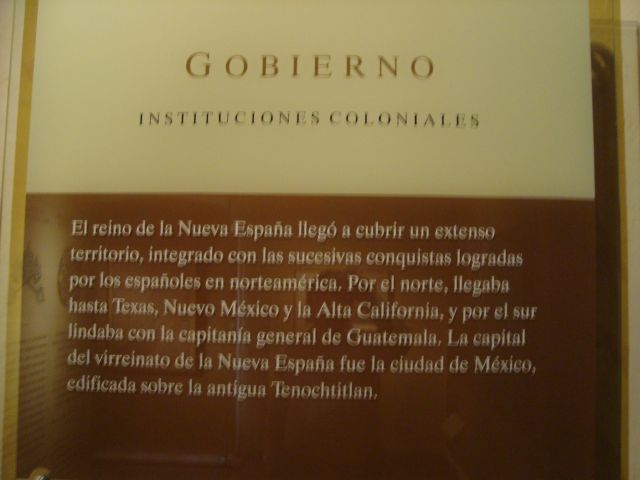 GOBIERNO
INSTITUCIONES COLONIALES
El reino de la Nueva España llegó a cubrir un extenso
territorio, integrado con las sucesivas conquistas logradas
por los españoles en norteamérica. Por el norte, llegaba
hasta Texas, Nuevo México y la Alta California, y por el sur
lindaba con la capitanía general de Guatemala. La capital
del virreinato de la Nueva España fue la ciudad de México,
edificada sobre la antigua Tenochtitlan.